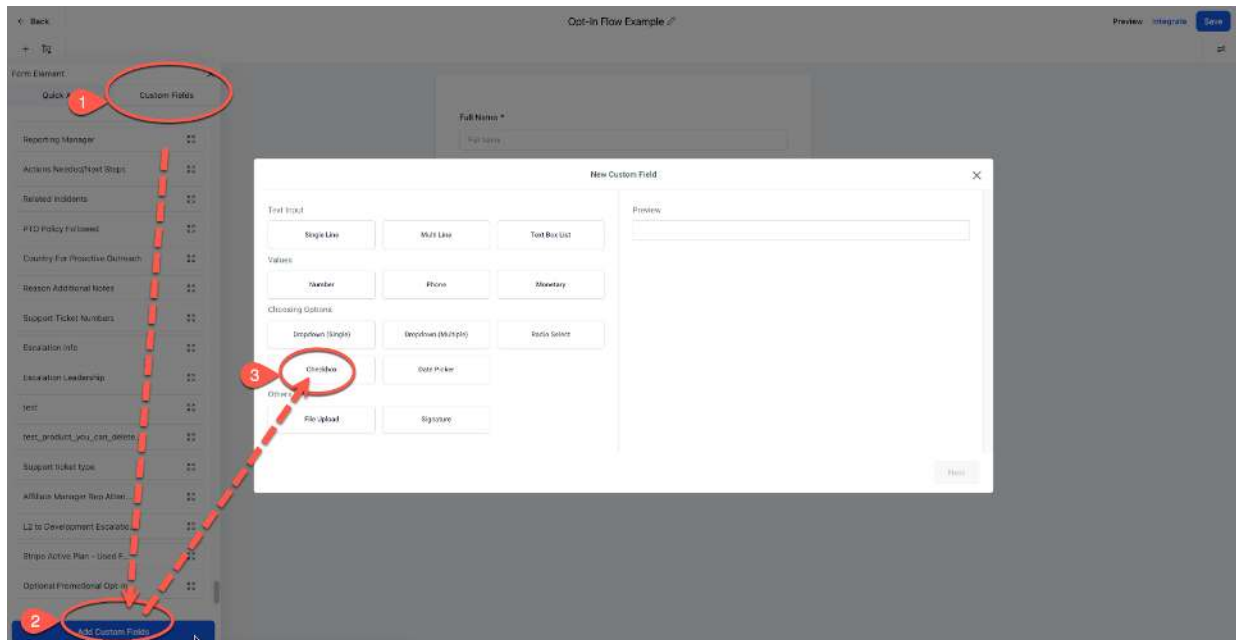 Back
Opt-in Flow Example
Preview
Integrate
Save
Form Element
Quick
Custom Fields
1
Reporting Manager
Actions Needed/Next Steps
Related Incidents
PTO Policy Followed
Country For Proactive Outreach
Reason Additional Notes
Support Ticket Numbers
Escalation Info
Escalation Leadership
test
test_product_you_can_delete
Support ticket type
Affiliate Manager Rep Atten...
L2 to Development Escalatio...
Stripo Active Plan - Used F...
Optional Promotional Opt-in
2
Add Custom Fields
Full Name *
Full Name
New Custom Field
Text Input
Single Line
Multi Line
Text Box List
Values
Number
Phone
Monetary
Choosing Options
Dropdown (Single)
Dropdown (Multiple)
Radio Select
3
Checkbox
Date Picker
Others
File Upload
Signature
Preview
Next